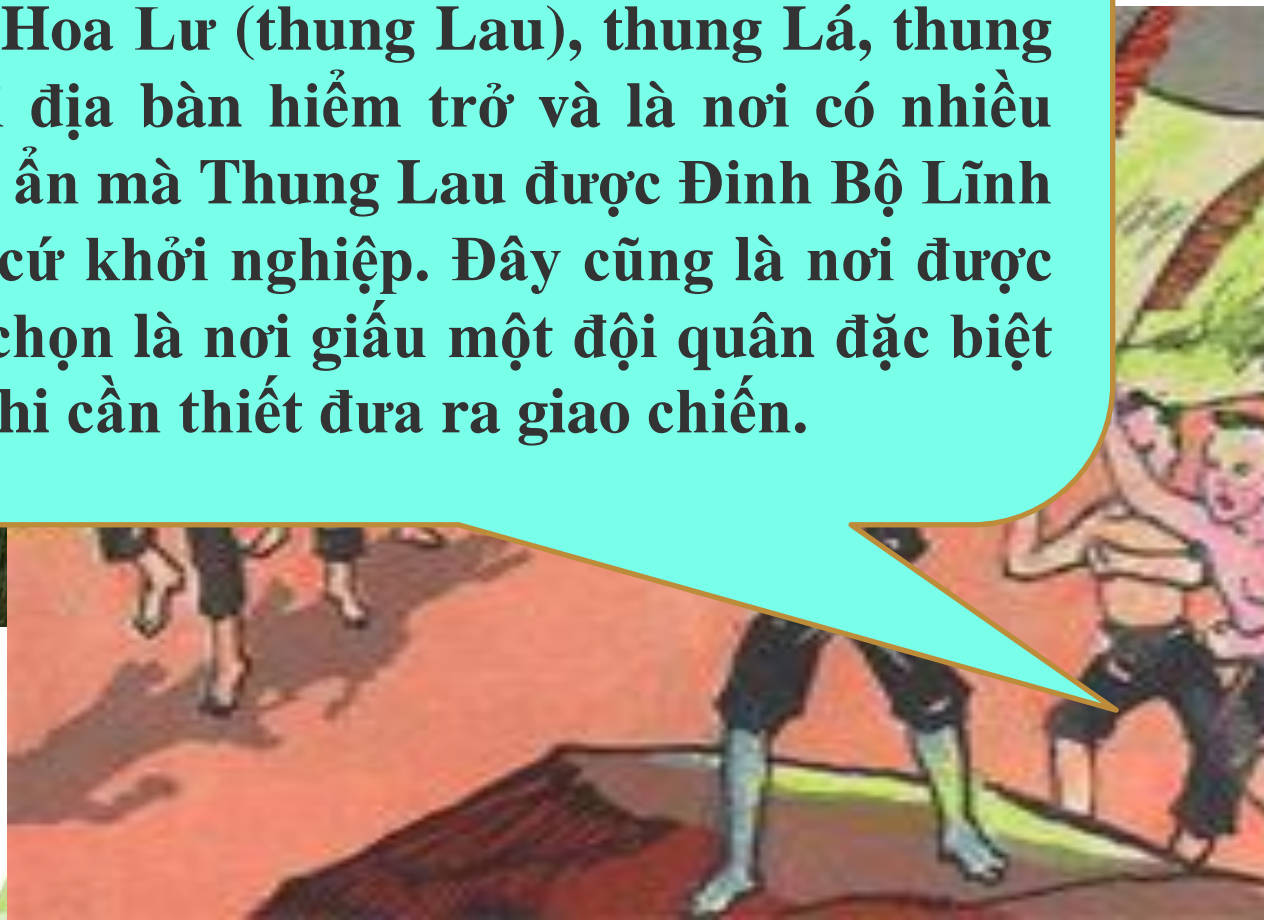 Hoa Lư (thung Lau), thung Lá, thung
địa bàn hiểm trở và là nơi có nhiều
ẩn mà Thung Lau được Đinh Bộ Lĩnh
cứ khởi nghiệp. Đây cũng là nơi được
chọn là nơi giấu một đội quân đặc biệt
cần thiết đưa ra giao chiến.